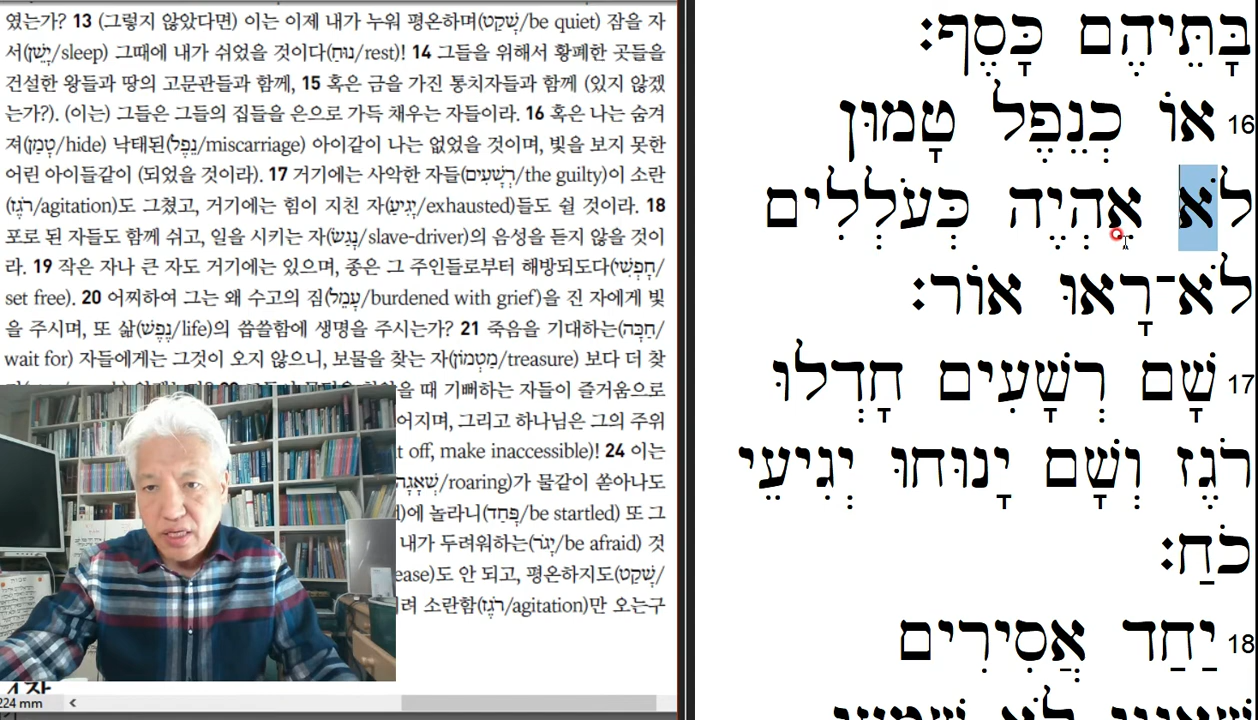 였는가? 13 (그렇지 않았다면) 이는 이제 내가 누워 평온하며(שָׁקַט/be quiet) 잠을 자
서(יָשֵׁן/sleep) 그때에 내가 쉬었을 것이다(נוּחַ/rest)! 14 그들을 위해서 황폐한 곳들을
건설한 왕들과 땅의 고문관들과 함께, 15 혹은 금을 가진 통치자들과 함께 (있지 않겠
는가?). (이는) 그들은 그들의 집들을 은으로 가득 채우는 자들이라. 16 혹은 나는 숨겨
져(טָמַן/hide) 낙태된(נֵפֶל/miscarriage) 아이같이 나는 없었을 것이며, 빛을 보지 못한
어린 아이들같이 (되었을 것이라). 17 거기에는 사악한 자들(רְשָׁעִים/the guilty)이 소란
(רֹגֶז/agitation)도 그쳤고, 거기에는 힘이 지친 자(יָגִיעַ/exhausted)들도 쉴 것이라. 18
포로 된 자들도 함께 쉬고, 일을 시키는 자(נָגַשׂ/slave-driver)의 음성을 듣지 않을 것이
라. 19 작은 자나 큰 자도 거기에는 있으며, 종은 그 주인들로부터 해방되도다(חָפְשִׁי/
set free). 20 어찌하여 그는 왜 수고의 짐(עָמֵל/burdened with grief)을 진 자에게 빛
을 주시며, 또 삶(נֶפֶשׁ/life)의 씁쓸함에 생명을 주시는가? 21 죽음을 기대하는(חָכָּה/
wait for) 자들에게는 그것이 오지 않으니, 보물을 찾는 자(מַטְמוֹן/treasure) 보다 더 찾
을 때 기뻐하는 자들이 즐거움으로
어지며, 그리고 하나님은 그의 주위
t off, make inaccessible)! 24 이는
שְׁאָגָה/roaring)가 물같이 쏟아나도
)에 놀라니(פָּחַד/be startled) 또 그
내가 두려워하는(יָגֹר/be afraid) 것
ease)도 안 되고, 평온하지도(שָׁקַט/
려 소란함(רֹגֶז/agitation)만 오는구
224 mm
בָּתֵּיהֶם כָּסֶף׃
16 אוֹ כְנֵפֶל טָמוּן
לֹא אֶהְיֶה כְּעֹלְלִים
לֹא־רָאוּ אוֹר׃
17 שָׁם רְשָׁעִים חָדְלוּ
רֹגֶז וְשָׁם יָנוּחוּ יְגִיעֵי
כֹחַ׃
18 יַחַד אֲסִירִים